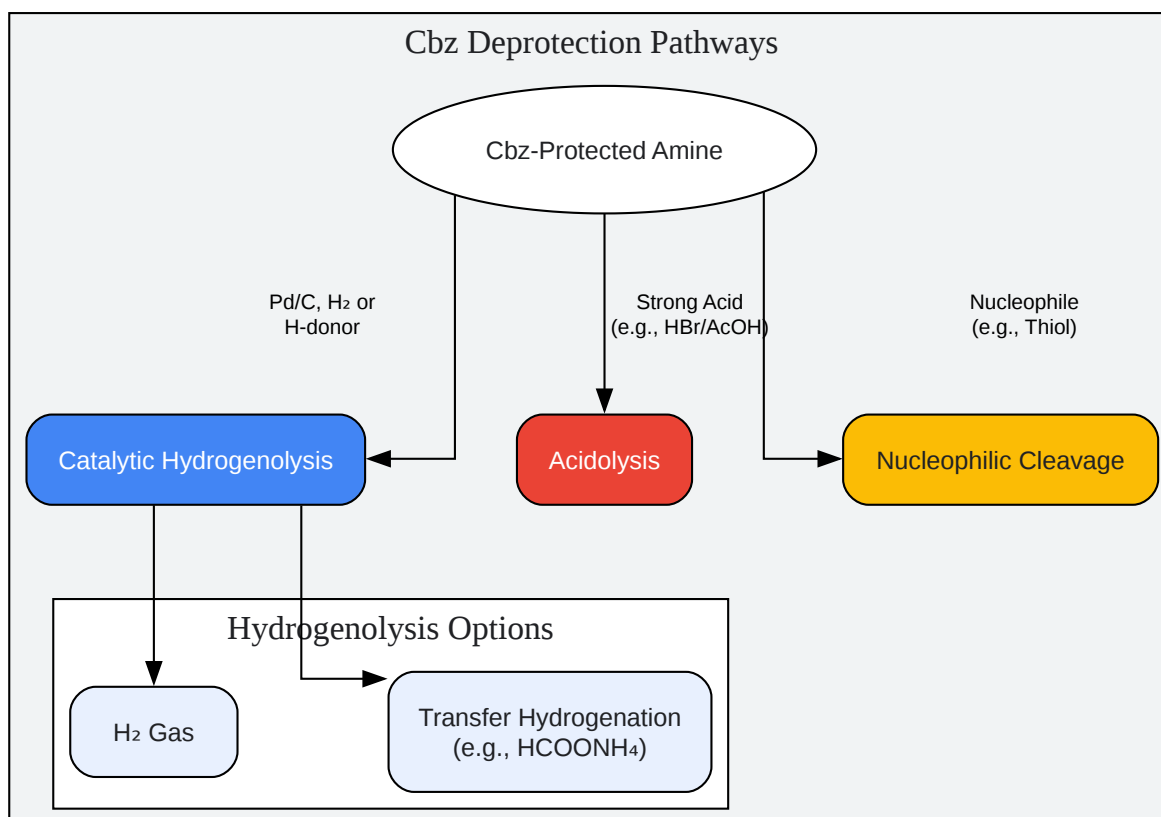 Cbz Deprotection Pathways
Cbz-Protected Amine
Pd/C, H₂ or
H-donor
Strong Acid
(e.g., HBr/AcOH)
Nucleophile
(e.g., Thiol)
Catalytic Hydrogenolysis
Acidolysis
Nucleophilic Cleavage
Hydrogenolysis Options
H₂ Gas
Transfer Hydrogenation
(e.g., HCOONH₄)